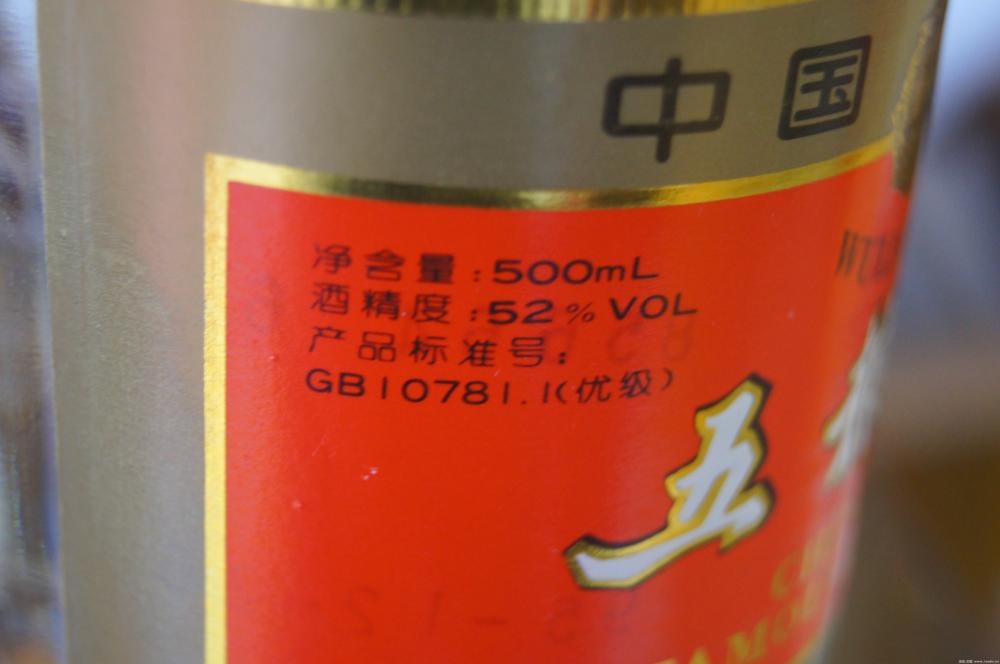 中国
净含量:500mL
酒精度:52%VOL
产品标准号:
GB10781.1(优级)
五